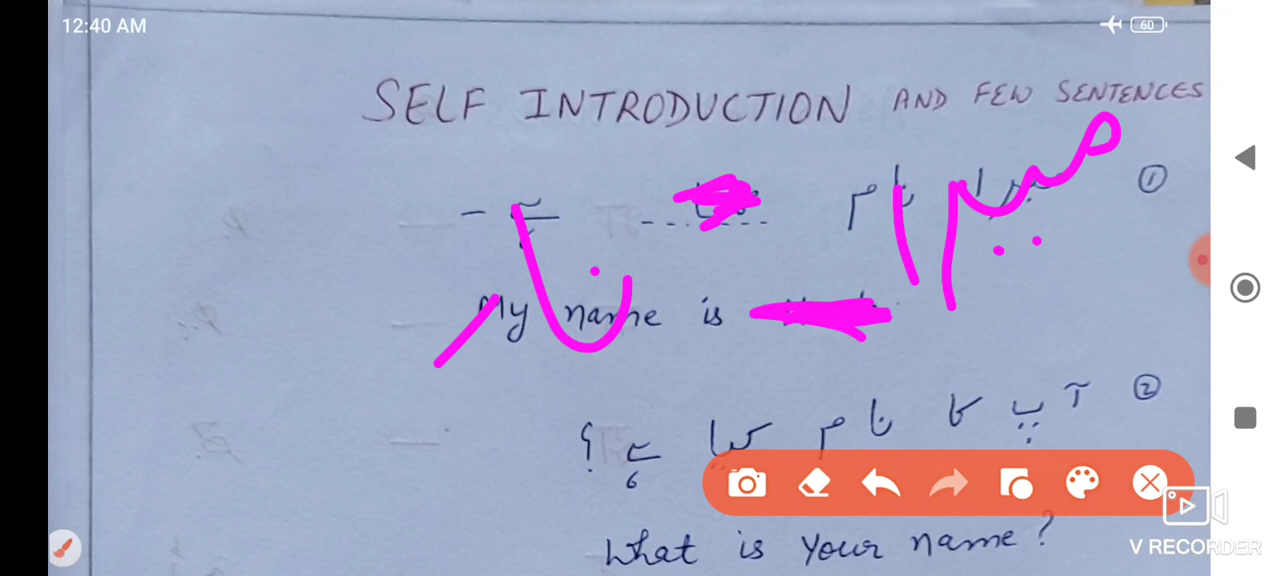 12:40 AM
60
SELF INTRODUCTION AND FEW SENTENCES
① میرا نام ہے ۔
My name is
② آپ کا نام کیا ہے ؟
What is your name?
V RECORDER